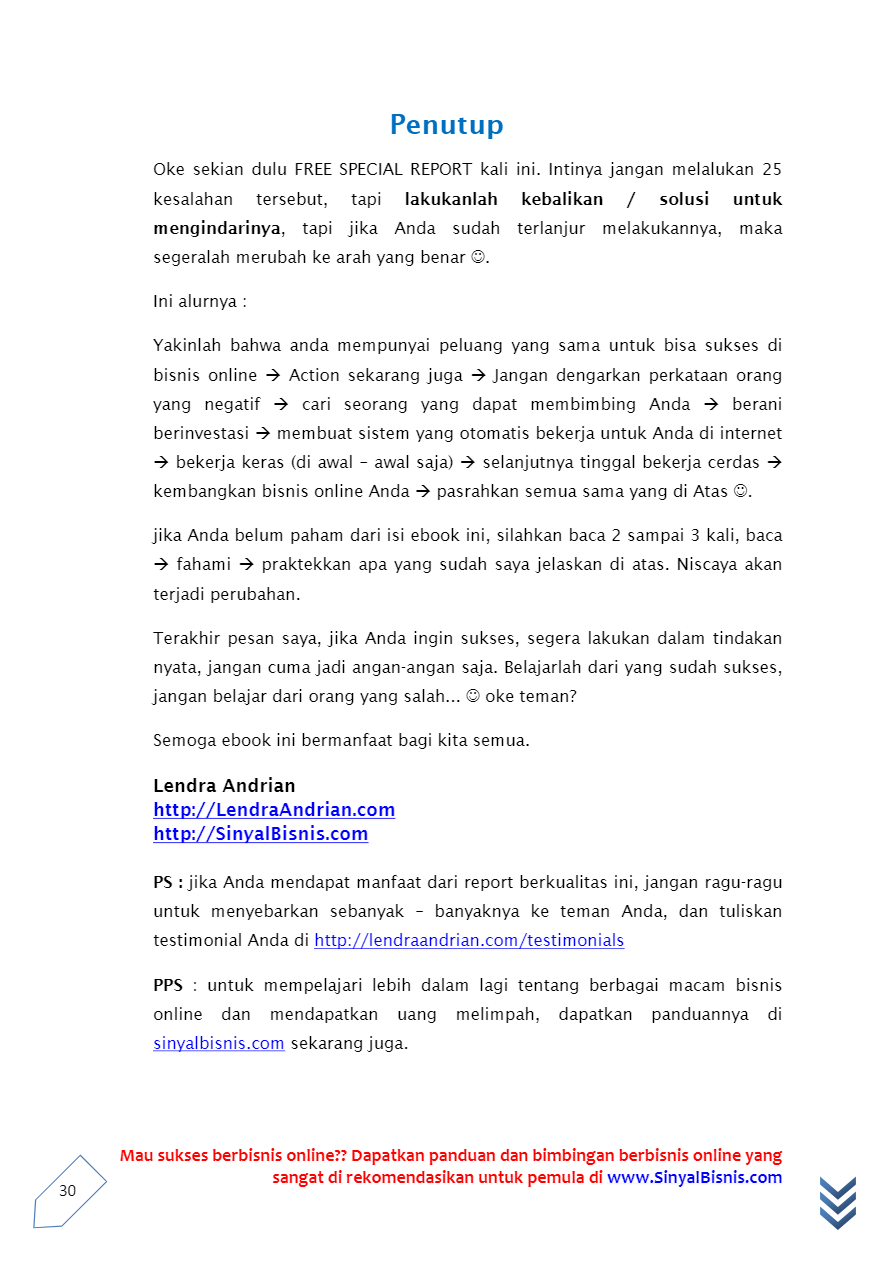 Penutup
Oke sekian dulu FREE SPECIAL REPORT kali ini. Intinya jangan melalukan 25
kesalahan tersebut, tapi lakukanlah kebalikan / solusi untuk
mengindarinya, tapi jika Anda sudah terlanjur melakukannya, maka
segeralah merubah ke arah yang benar ☺.
Ini alurnya :
Yakinlah bahwa anda mempunyai peluang yang sama untuk bisa sukses di
bisnis online → Action sekarang juga → Jangan dengarkan perkataan orang
yang negatif → cari seorang yang dapat membimbing Anda → berani
berinvestasi → membuat sistem yang otomatis bekerja untuk Anda di internet
→ bekerja keras (di awal – awal saja) → selanjutnya tinggal bekerja cerdas →
kembangkan bisnis online Anda → pasrahkan semua sama yang di Atas ☺.
jika Anda belum paham dari isi ebook ini, silahkan baca 2 sampai 3 kali, baca
→ fahami → praktekkan apa yang sudah saya jelaskan di atas. Niscaya akan
terjadi perubahan.
Terakhir pesan saya, jika Anda ingin sukses, segera lakukan dalam tindakan
nyata, jangan cuma jadi angan-angan saja. Belajarlah dari yang sudah sukses,
jangan belajar dari orang yang salah... ☺ oke teman?
Semoga ebook ini bermanfaat bagi kita semua.
Lendra Andrian
http://LendraAndrian.com
http://SinyalBisnis.com
PS : jika Anda mendapat manfaat dari report berkualitas ini, jangan ragu-ragu
untuk menyebarkan sebanyak – banyaknya ke teman Anda, dan tuliskan
testimonial Anda di http://lendraandrian.com/testimonials
PPS : untuk mempelajari lebih dalam lagi tentang berbagai macam bisnis
online dan mendapatkan uang melimpah, dapatkan panduannya di
sinyalbisnis.com sekarang juga.
Mau sukses berbisnis online?? Dapatkan panduan dan bimbingan berbisnis online yang
sangat di rekomendasikan untuk pemula di www.SinyalBisnis.com
30